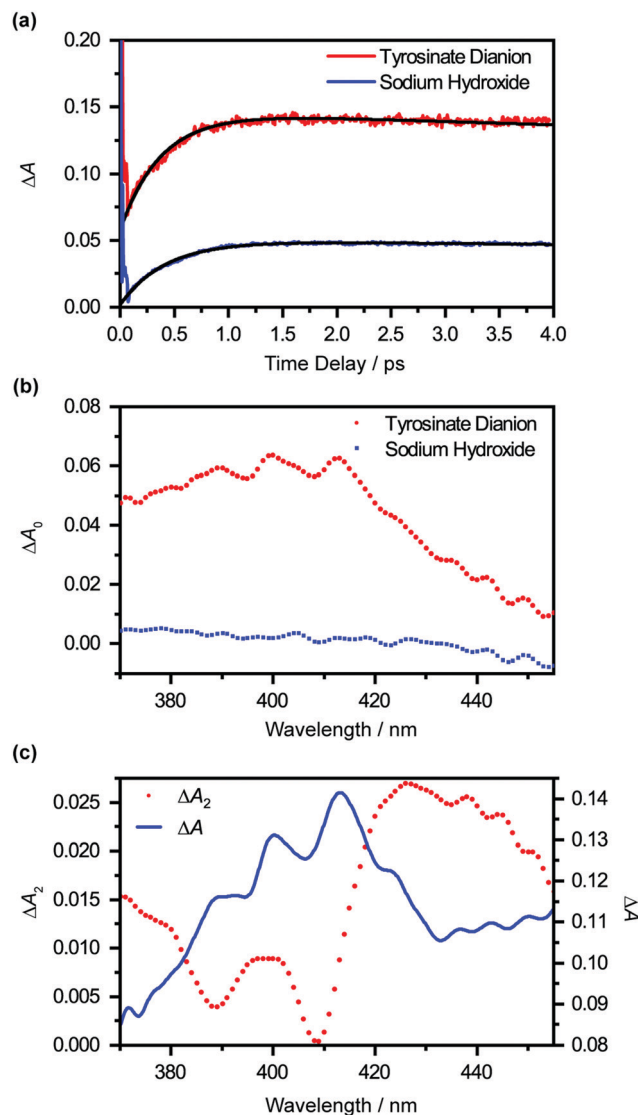 (a)
0.20
0.15
0.10
0.05
0.00
ΔA
Tyrosinate Dianion
Sodium Hydroxide
0.0 0.5 1.0 1.5 2.0 2.5 3.0 3.5 4.0
Time Delay / ps
(b)
0.08
0.06
0.04
0.02
0.00
ΔA0
Tyrosinate Dianion
Sodium Hydroxide
380 400 420 440
Wavelength / nm
(c)
0.025
0.020
0.015
0.010
0.005
0.000
ΔA2
ΔA2
ΔA
0.14
0.13
0.12
0.11
0.10
0.09
0.08
ΔA
380 400 420 440
Wavelength / nm